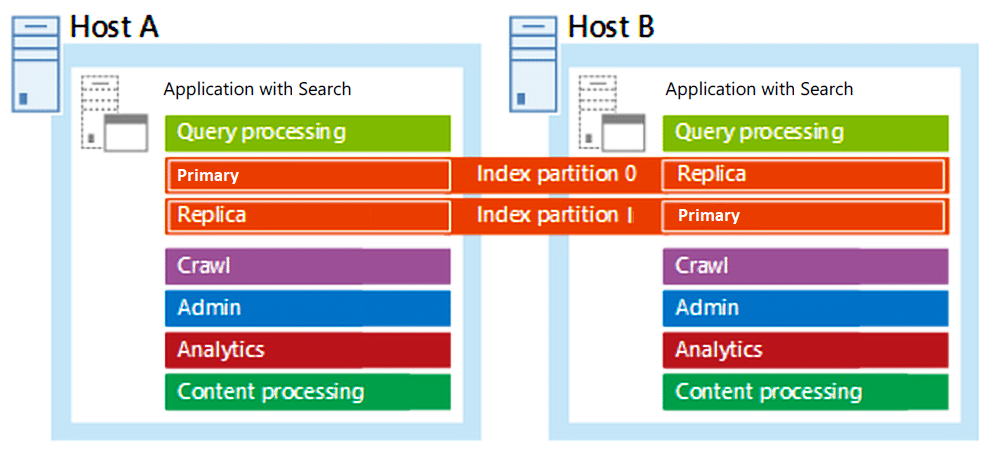 Host A
Host B
Application with Search
Application with Search
Query processing
Query processing
Primary Index partition 0 Replica
Replica Index partition I Primary
Crawl
Crawl
Admin
Admin
Analytics
Analytics
Content processing
Content processing